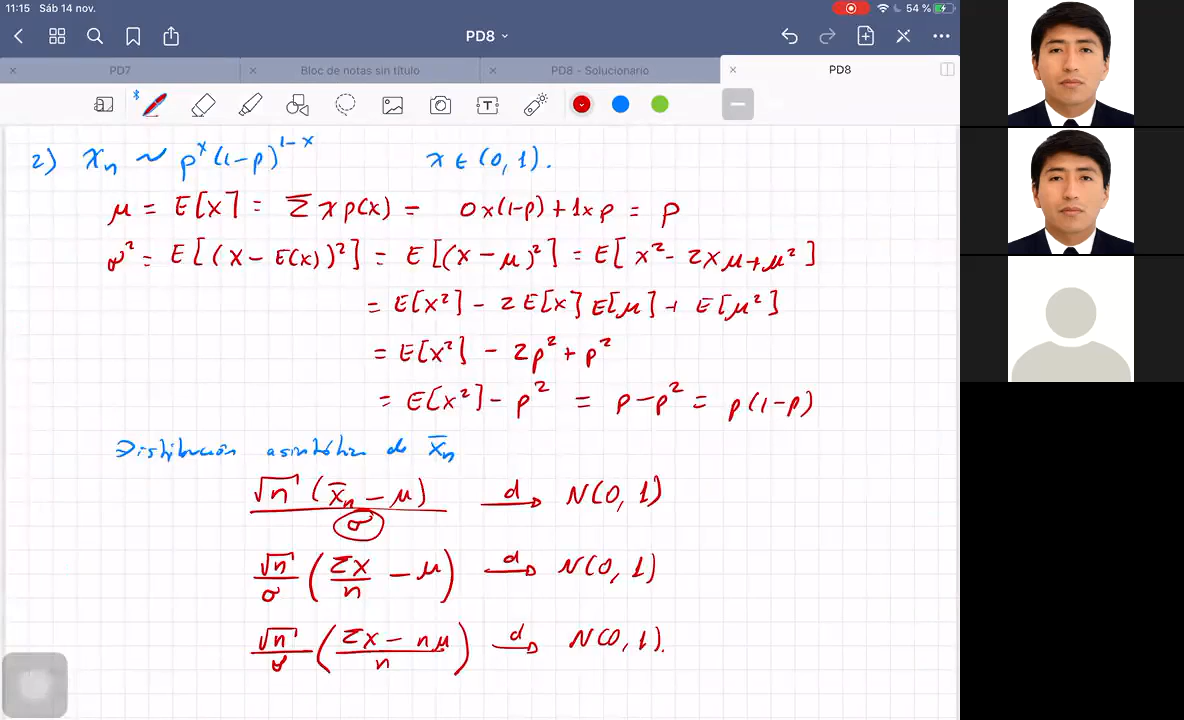 11:15 Sáb 14 nov. 54 %
PD8
PD7 Bloc de notas sin título PD8 - Solucionario PD8
2) Xn ~ p^x (1-p)^1-x x ∈ (0, 1).
μ = E[X] = Σ x p(x) = 0x(1-p) + 1xp = p
σ² = E[(X - E(x))²] = E[(x - μ)²] = E[x² - 2xμ + μ²]
= E[x²] - 2E[x] E[μ] + E[μ²]
= E[x²] - 2p² + p²
= E[x²] - p² = p - p² = p(1-p)
Distribución asintótica de X̄n
√n (X̄n - μ) / σ →d N(0, 1)
√n/σ (Σx/n - μ) →d N(0, 1)
√n/σ (Σx - nμ / n) →d N(0, 1).